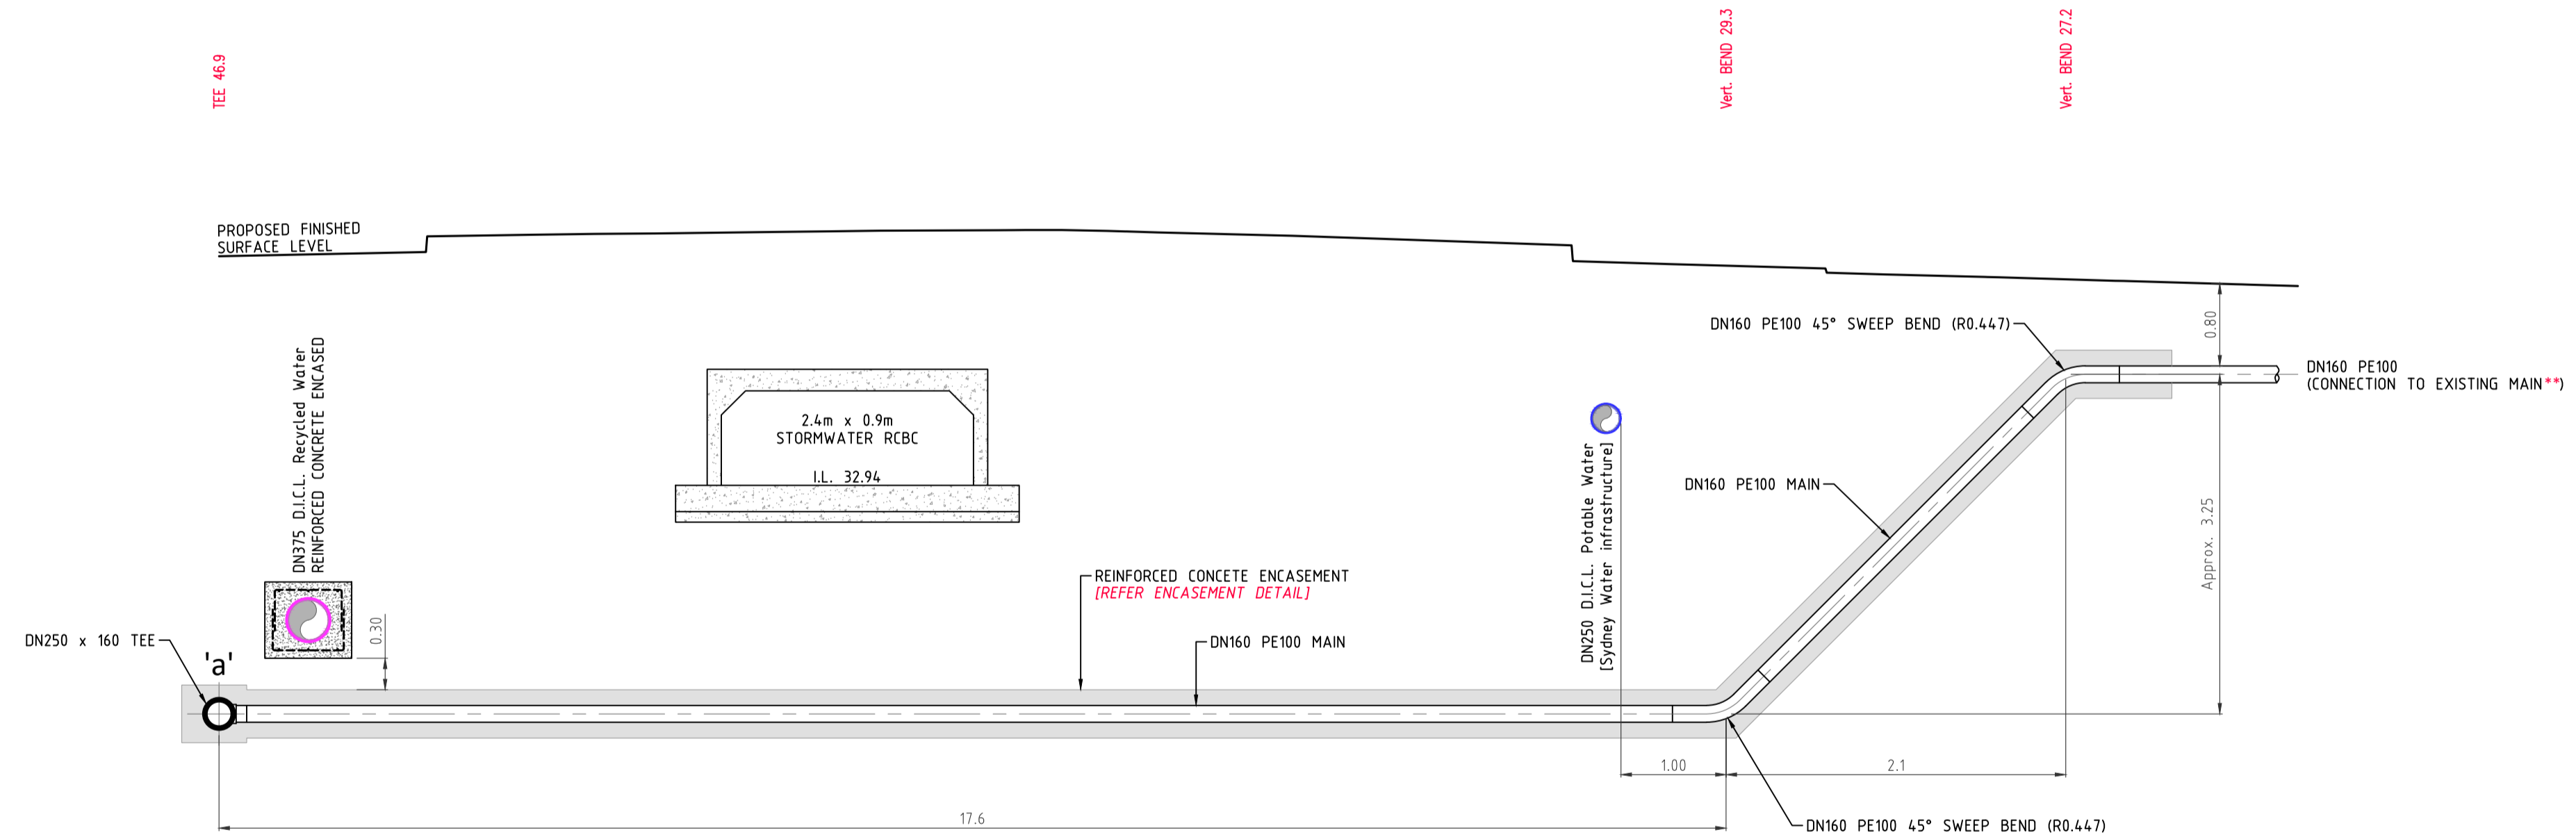 TEE 46.9
Vert. BEND 29.3
Vert. BEND 27.2
PROPOSED FINISHED
SURFACE LEVEL
DN375 D.I.C.L. Recycled Water
REINFORCED CONCRETE ENCASED
2.4m x 0.9m
STORMWATER RCBC
I.L. 32.94
DN160 PE100 45° SWEEP BEND (R0.447)
0.80
DN160 PE100
(CONNECTION TO EXISTING MAIN**)
DN250 D.I.C.L. Potable Water
[Sydney Water infrastructure]
DN160 PE100 MAIN
Approx. 3.25
REINFORCED CONCETE ENCASEMENT
[REFER ENCASEMENT DETAIL]
0.30
DN250 x 160 TEE
'a'
DN160 PE100 MAIN
1.00
2.1
17.6
DN160 PE100 45° SWEEP BEND (R0.447)